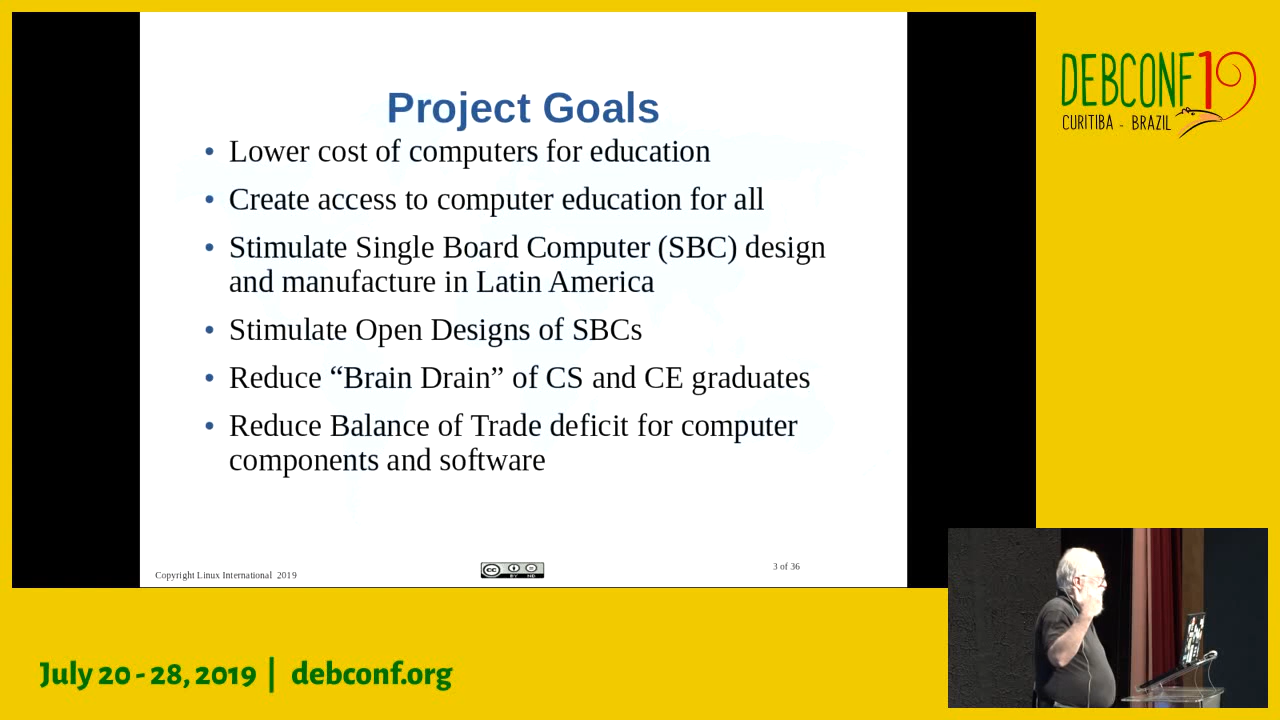 Project Goals
• Lower cost of computers for education
• Create access to computer education for all
• Stimulate Single Board Computer (SBC) design
and manufacture in Latin America
• Stimulate Open Designs of SBCs
• Reduce “Brain Drain” of CS and CE graduates
• Reduce Balance of Trade deficit for computer
components and software
Copyright Linux International 2019
cc
BY ND
3 of 36
DEBCONF19
CURITIBA - BRAZIL
July 20 - 28, 2019 | debconf.org